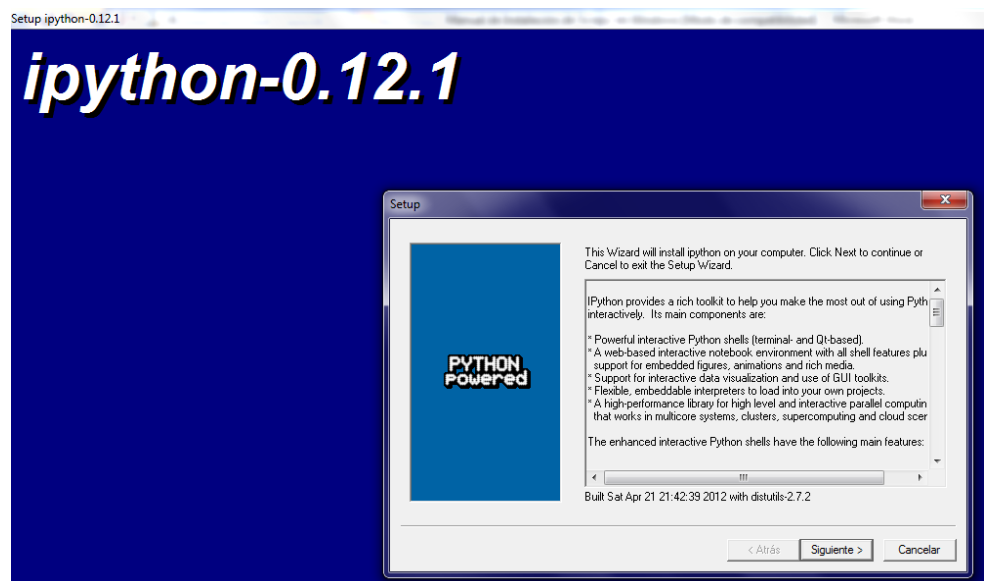 Setup ipython-0.12.1
ipython-0.12.1
Setup
This Wizard will install ipython on your computer. Click Next to continue or
Cancel to exit the Setup Wizard.
IPython provides a rich toolkit to help you make the most out of using Pyth
interactively. Its main components are:
* Powerful interactive Python shells (terminal- and Qt-based).
* A web-based interactive notebook environment with all shell features plu
support for embedded figures, animations and rich media.
* Support for interactive data visualization and use of GUI toolkits.
* Flexible, embeddable interpreters to load into your own projects.
* A high-performance library for high level and interactive parallel computin
that works in multicore systems, clusters, supercomputing and cloud scer
The enhanced interactive Python shells have the following main features:
PYTHON
Powered
Built Sat Apr 21 21:42:39 2012 with distutils-2.7.2
< Atrás
Siguiente >
Cancelar